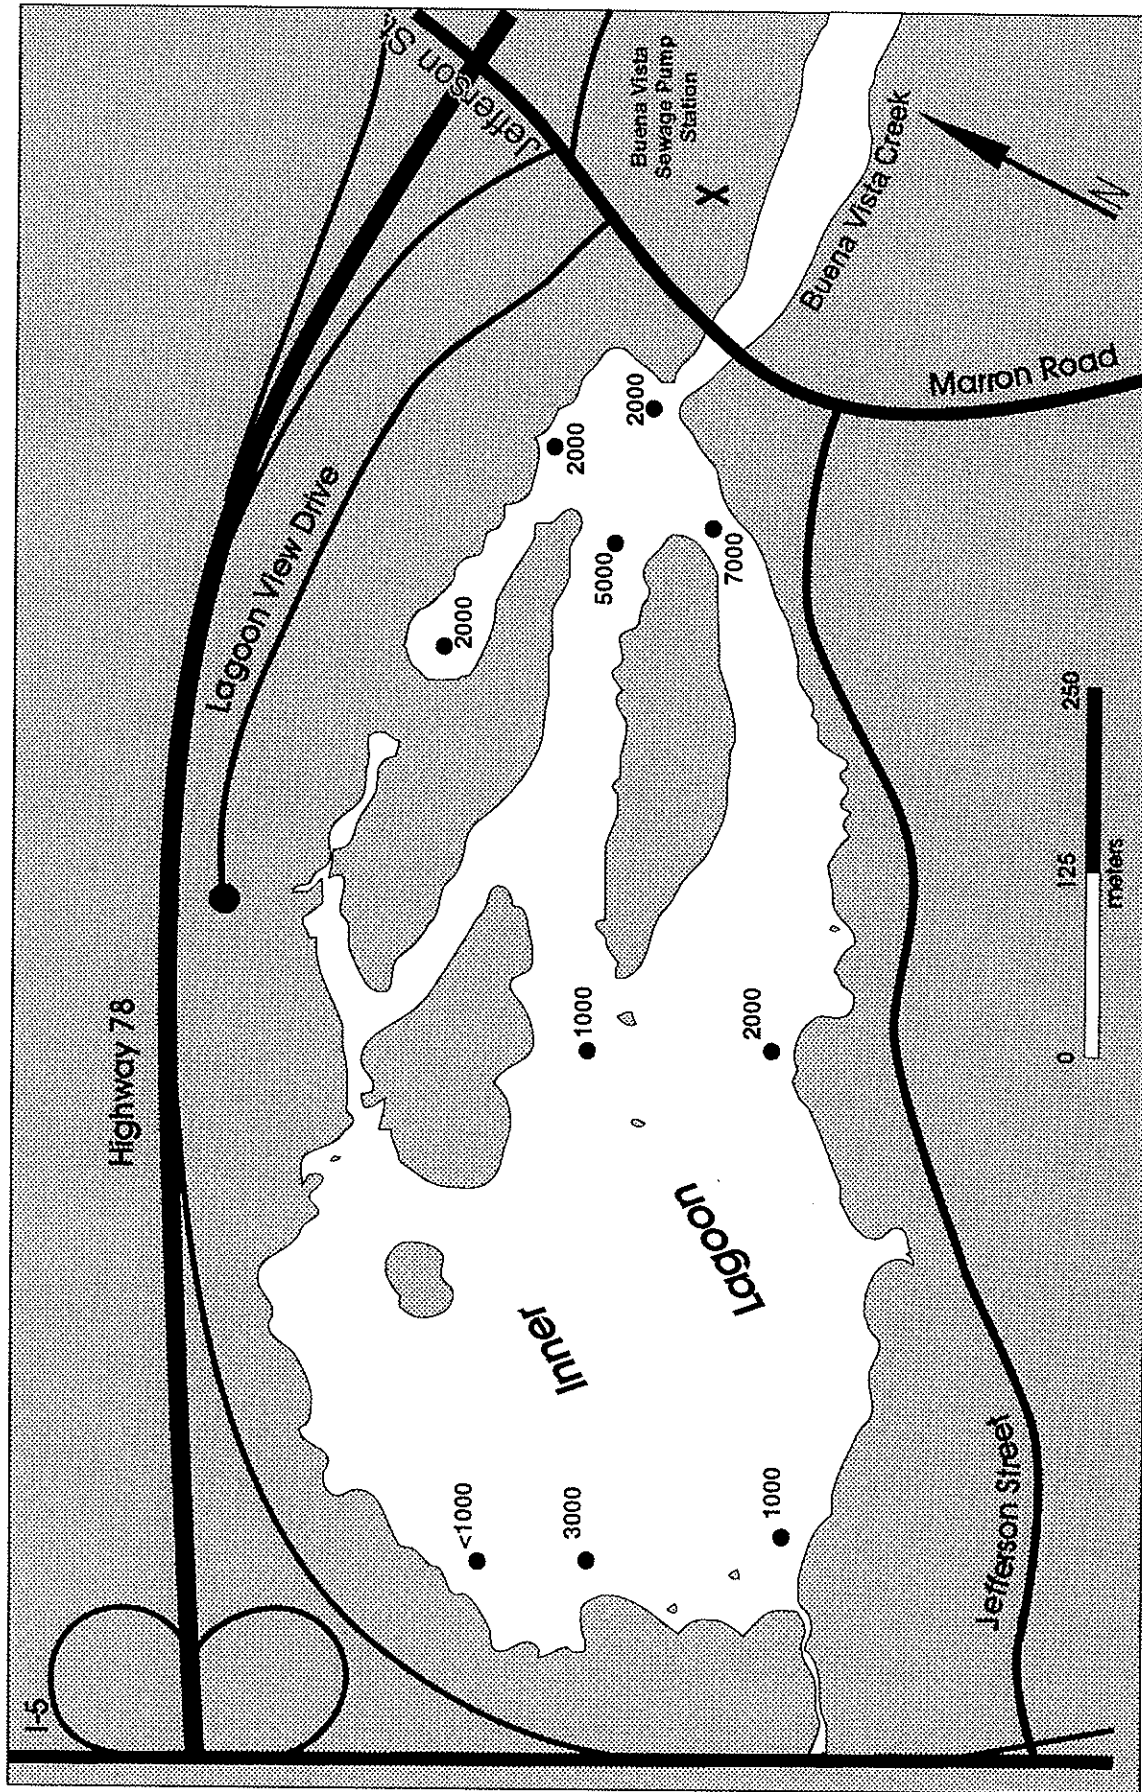 I-5
Highway 78
Jefferson St
Lagoon View Drive
Buena Vista
Sewage Pump
Station
X
Buena Vista Creek
N
Marron Road
2000
2000
2000
5000
7000
1000
2000
Inner
Lagoon
<1000
3000
1000
0
125
250
meters
Jefferson Street